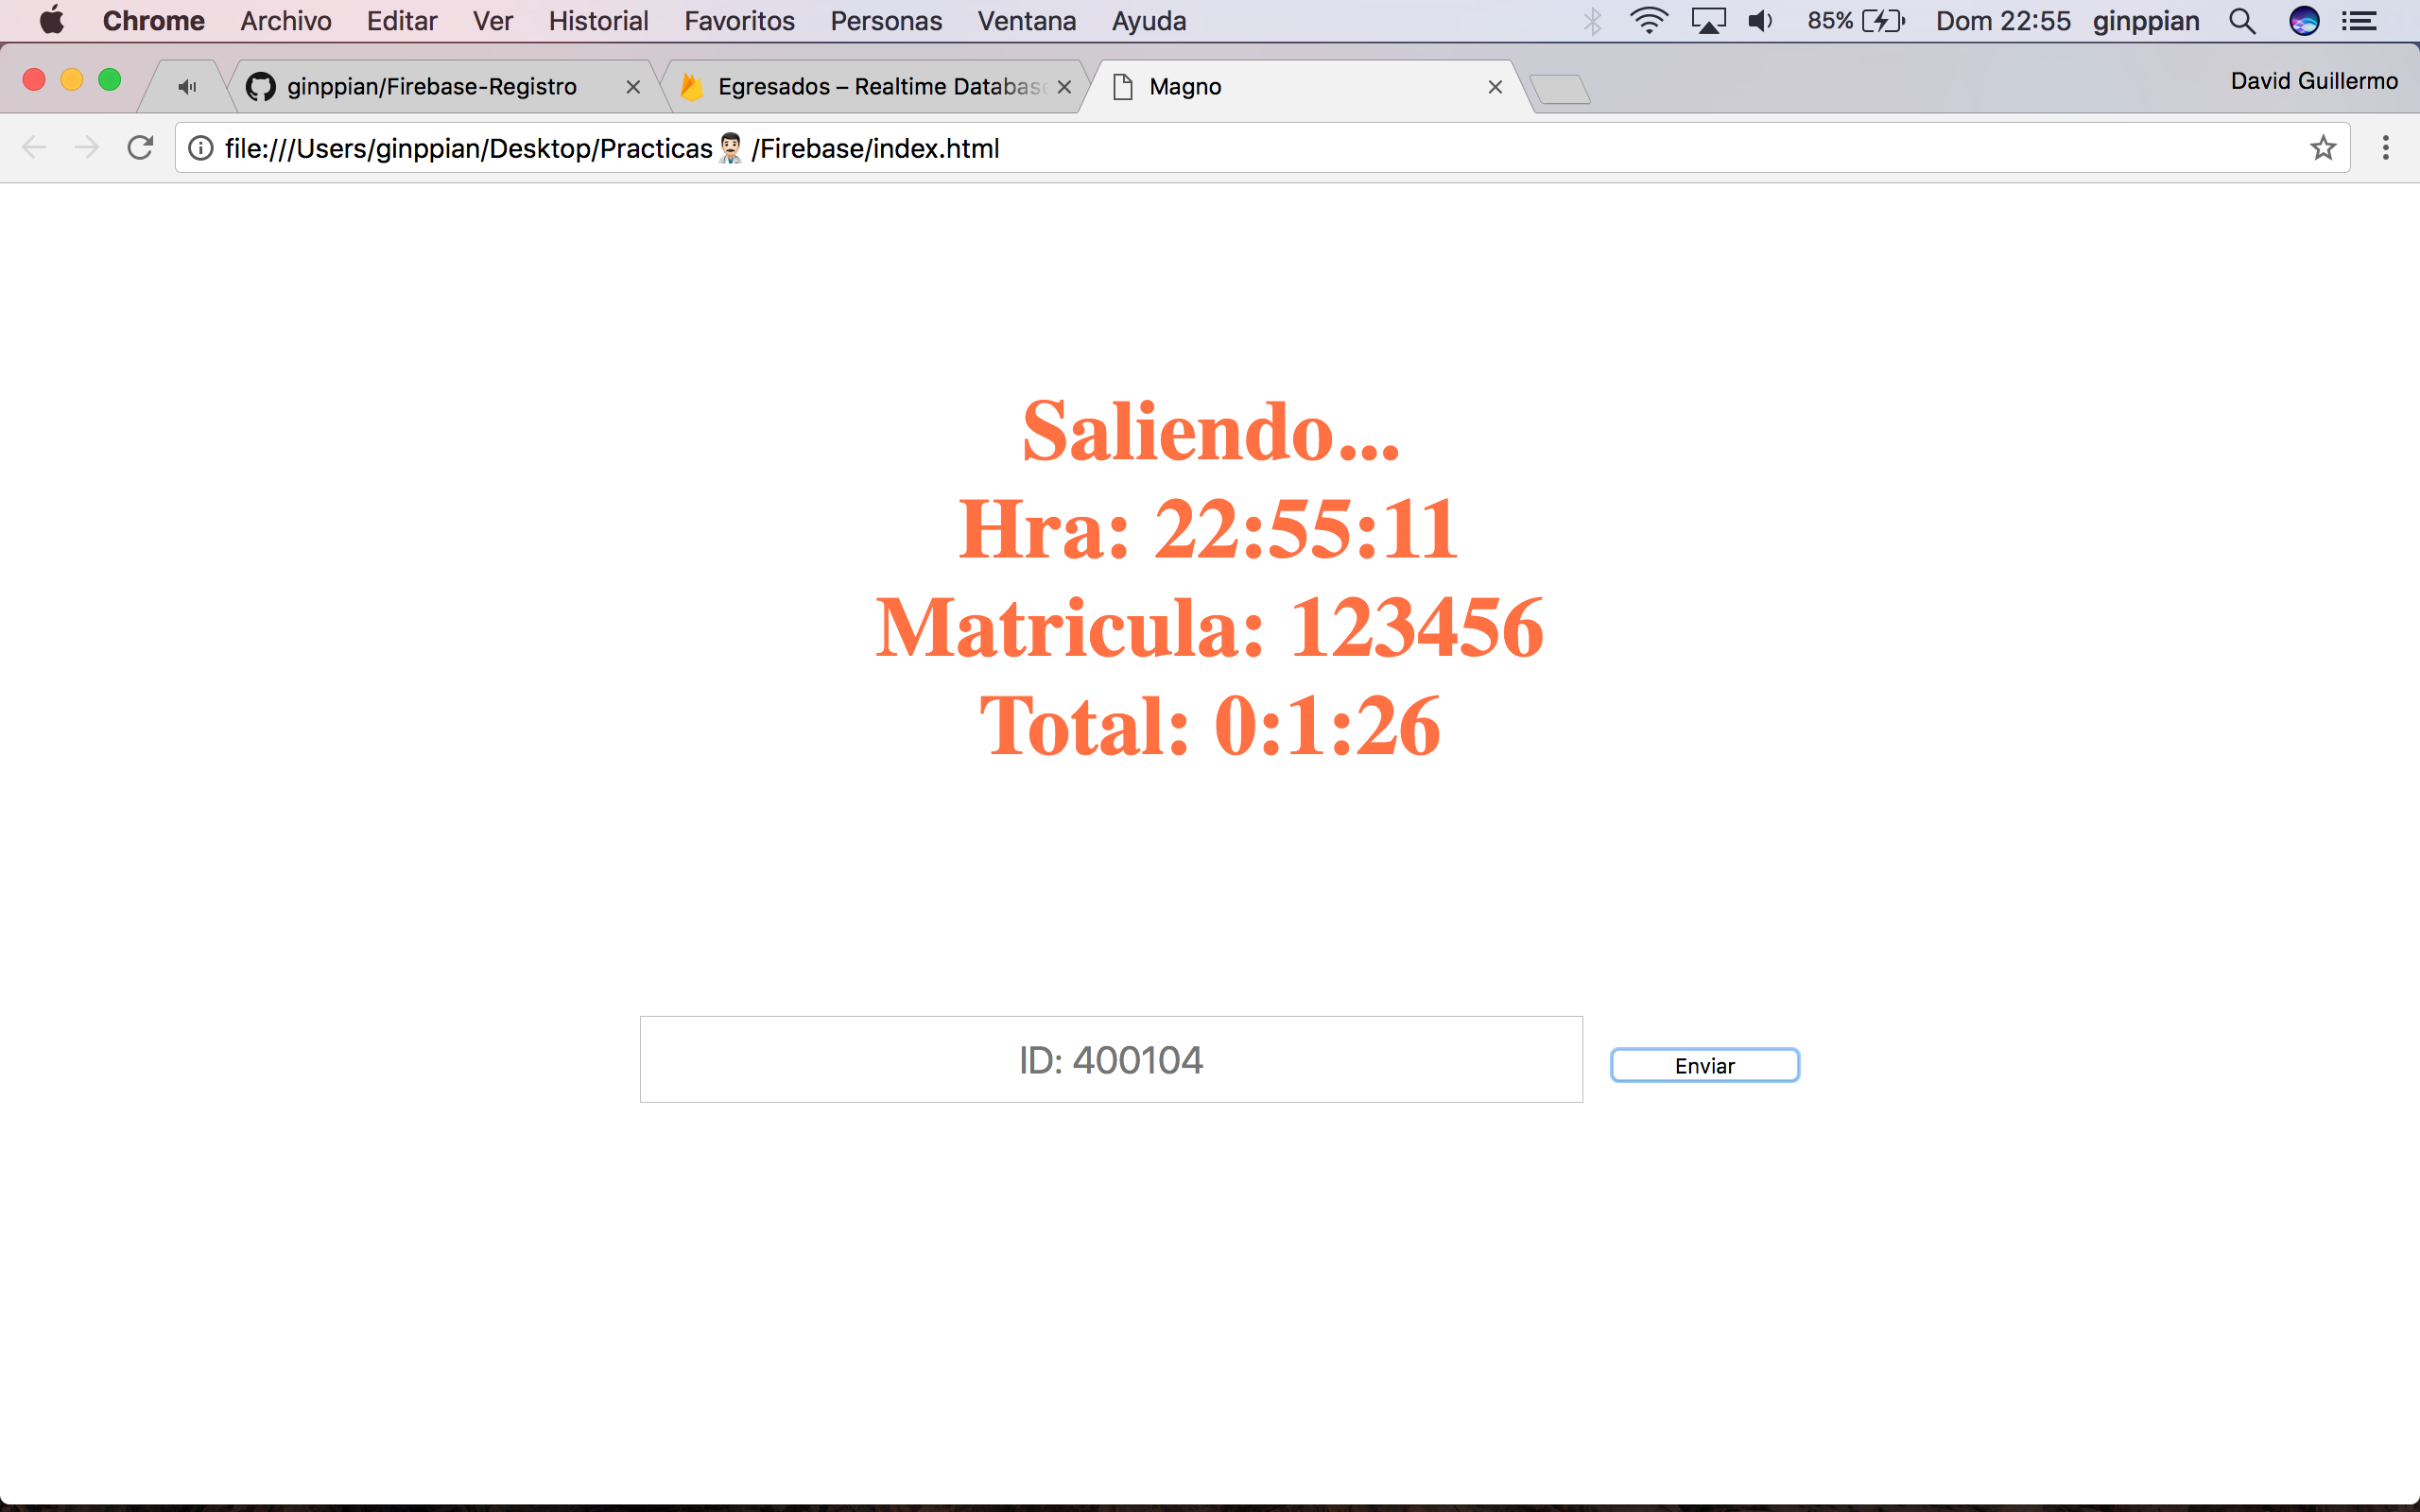 Chrome Archivo Editar Ver Historial Favoritos Personas Ventana Ayuda 85% Dom 22:55 ginppian
ginppian/Firebase-Registro Egresados – Realtime Database Magno David Guillermo
file:///Users/ginppian/Desktop/Practicas👨🏻‍⚕️/Firebase/index.html
Saliendo...
Hra: 22:55:11
Matricula: 123456
Total: 0:1:26
ID: 400104 Enviar